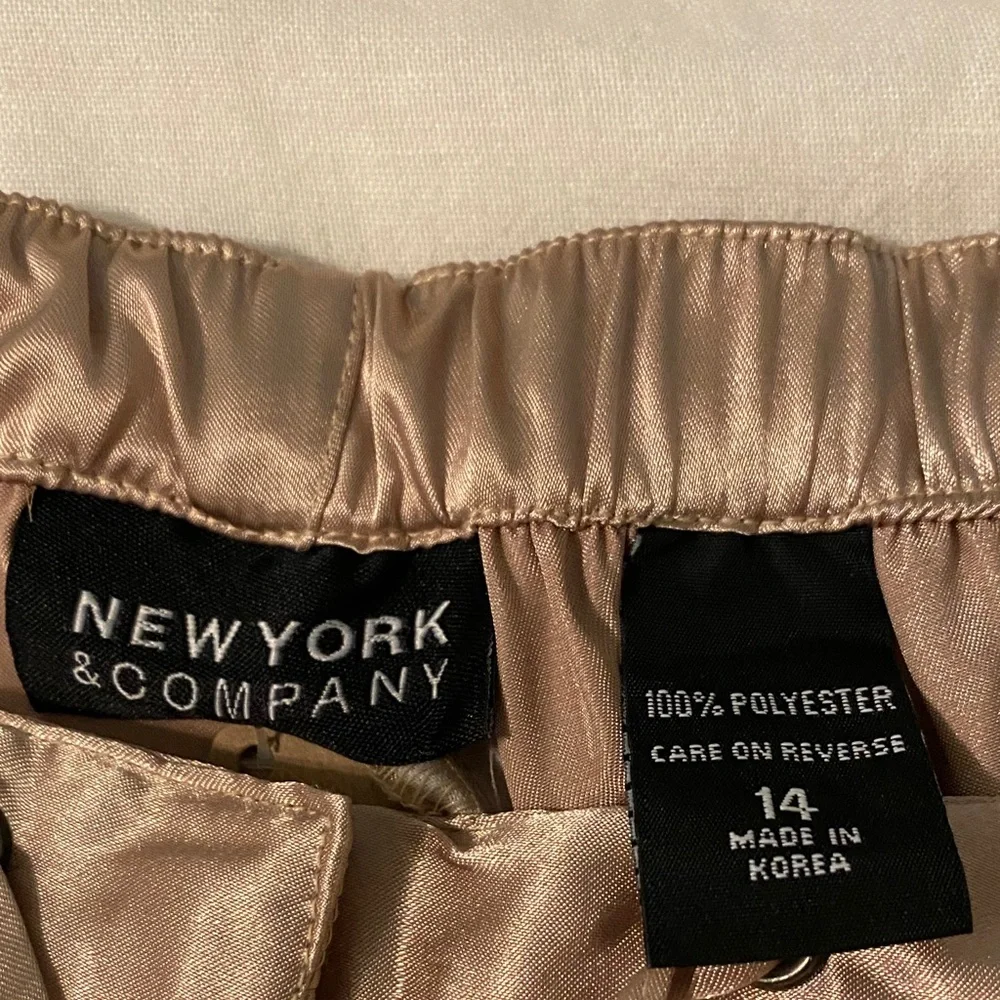 NEW YORK
& COMPANY
100% POLYESTER
CARE ON REVERSE
14
MADE IN
KOREA